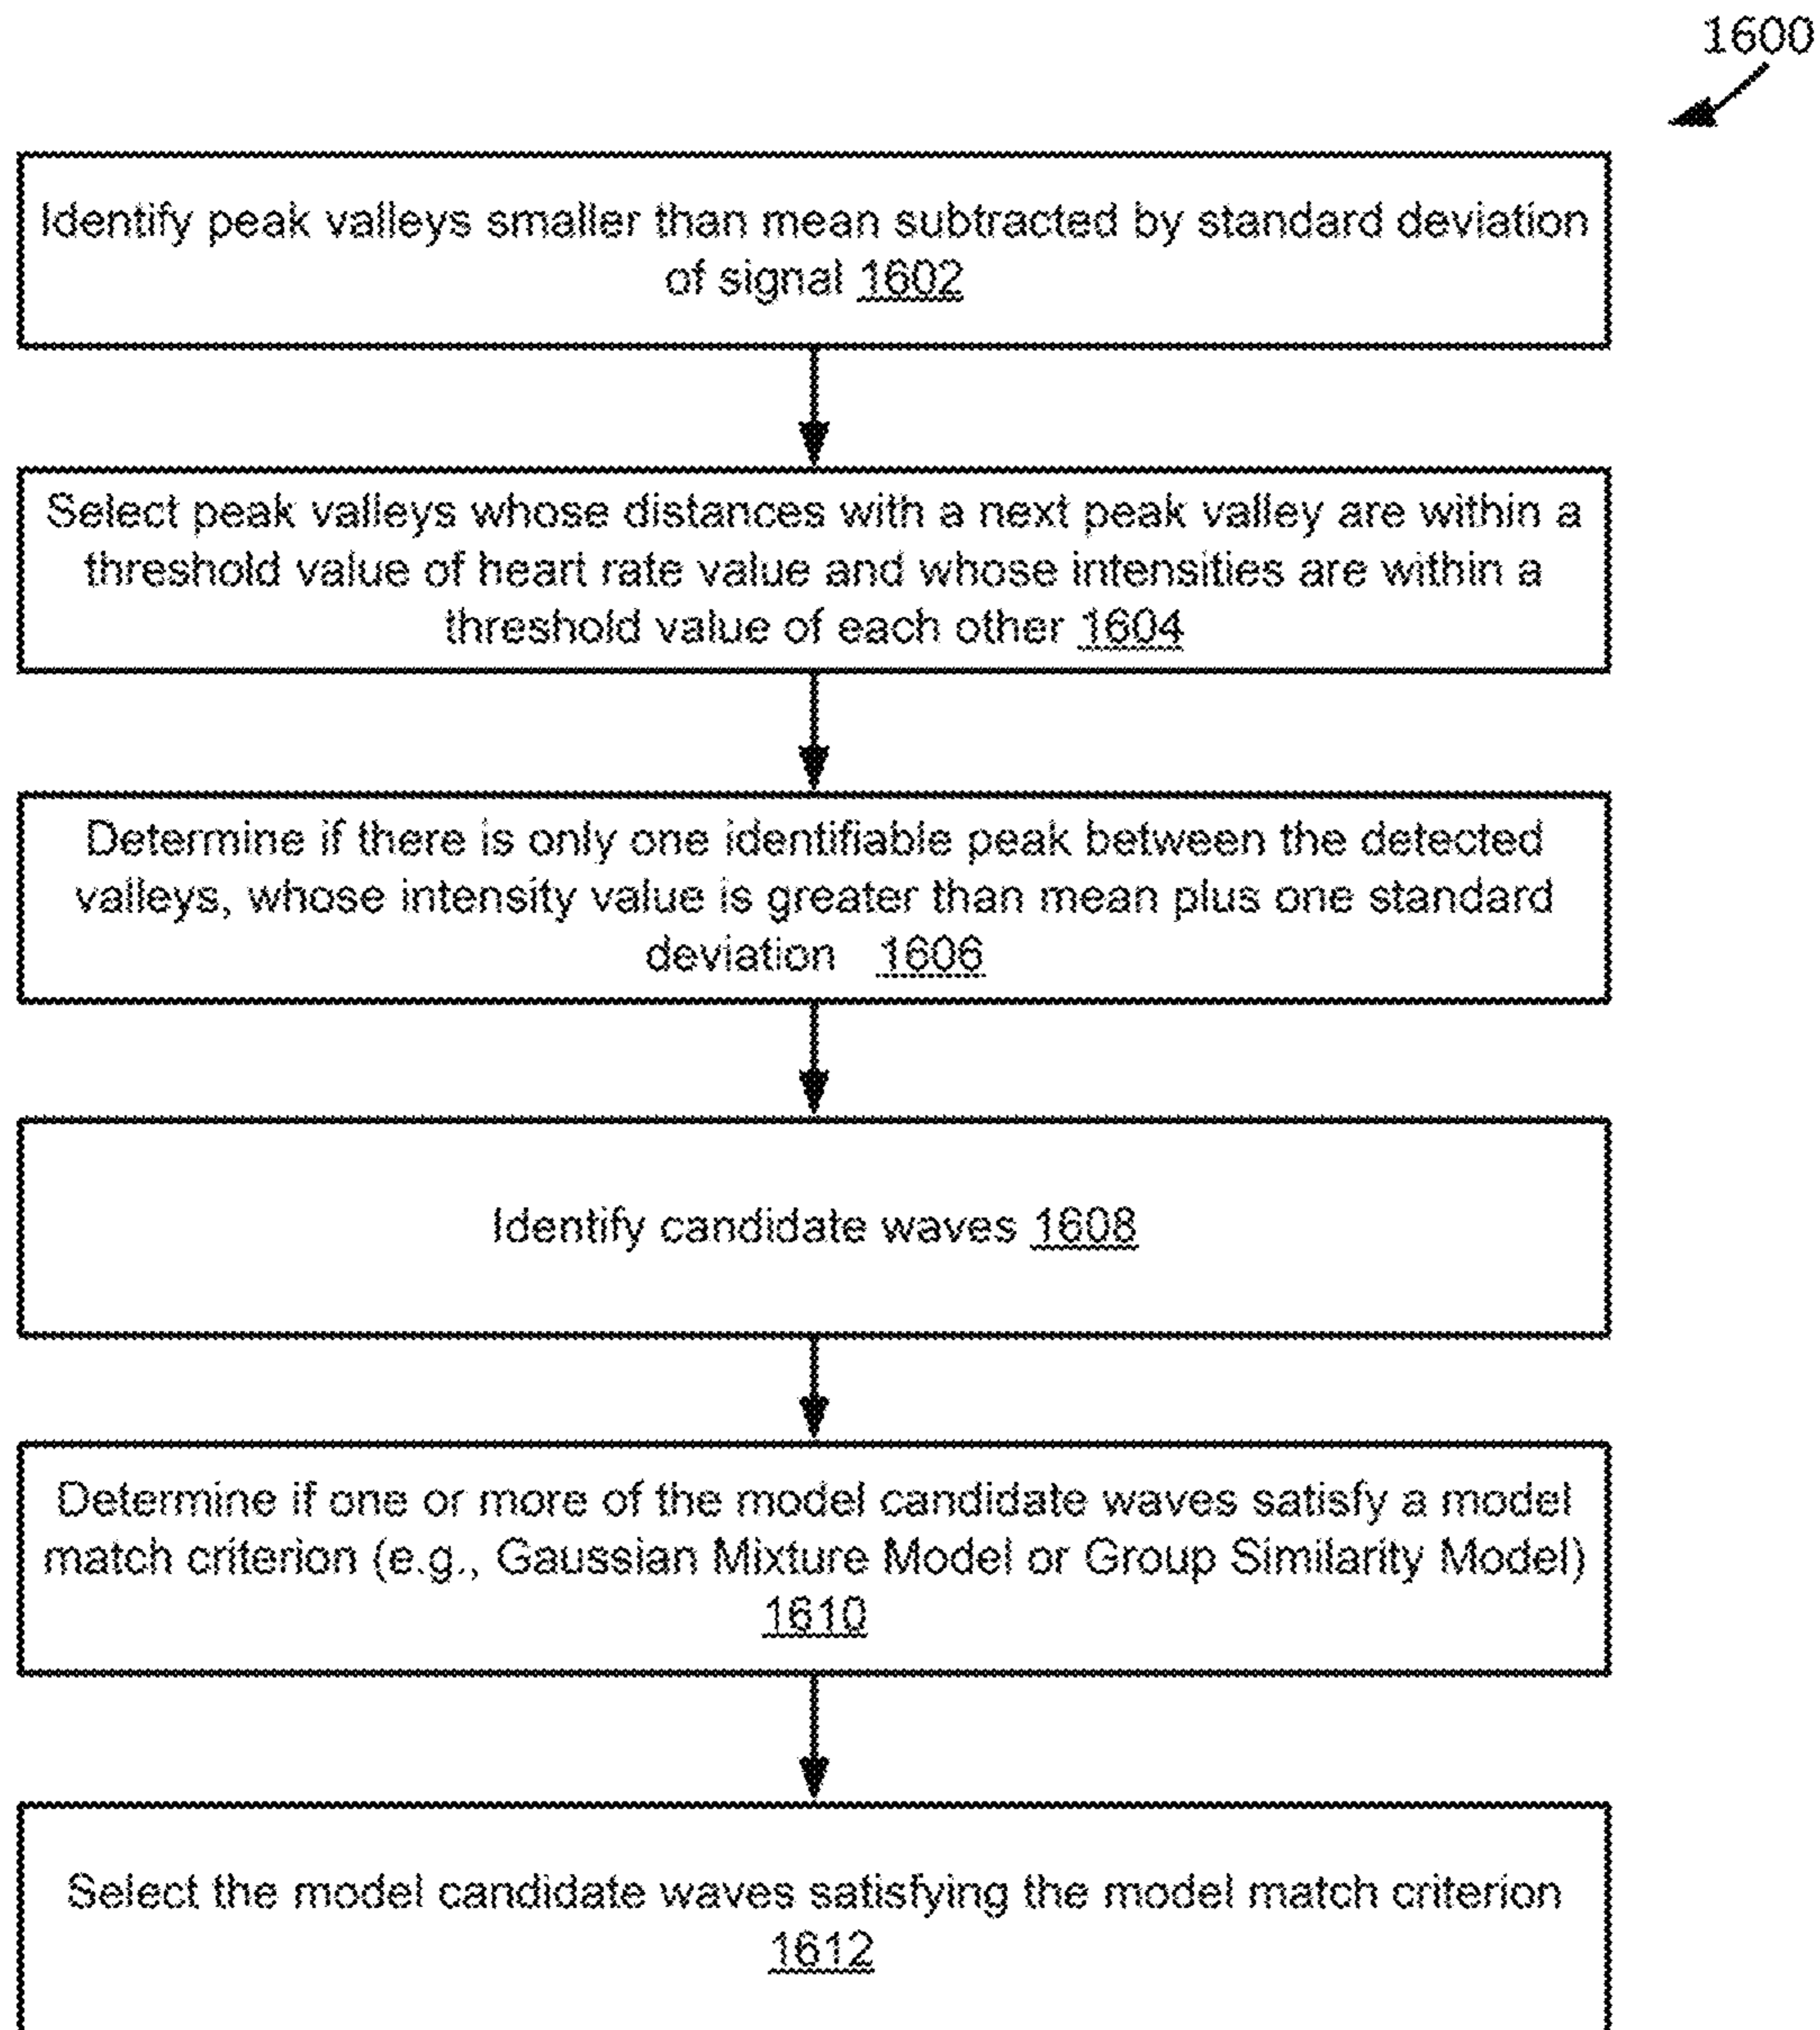 1600
Identify peak valleys smaller than mean subtracted by standard deviation
of signal 1602
Select peak valleys whose distances with a next peak valley are within a
threshold value of heart rate value and whose intensities are within a
threshold value of each other 1604
Determine if there is only one identifiable peak between the detected
valleys, whose intensity value is greater than mean plus one standard
deviation 1606
Identify candidate waves 1608
Determine if one or more of the model candidate waves satisfy a model
match criterion (e.g., Gaussian Mixture Model or Group Similarity Model)
1610
Select the model candidate waves satisfying the model match criterion
1612